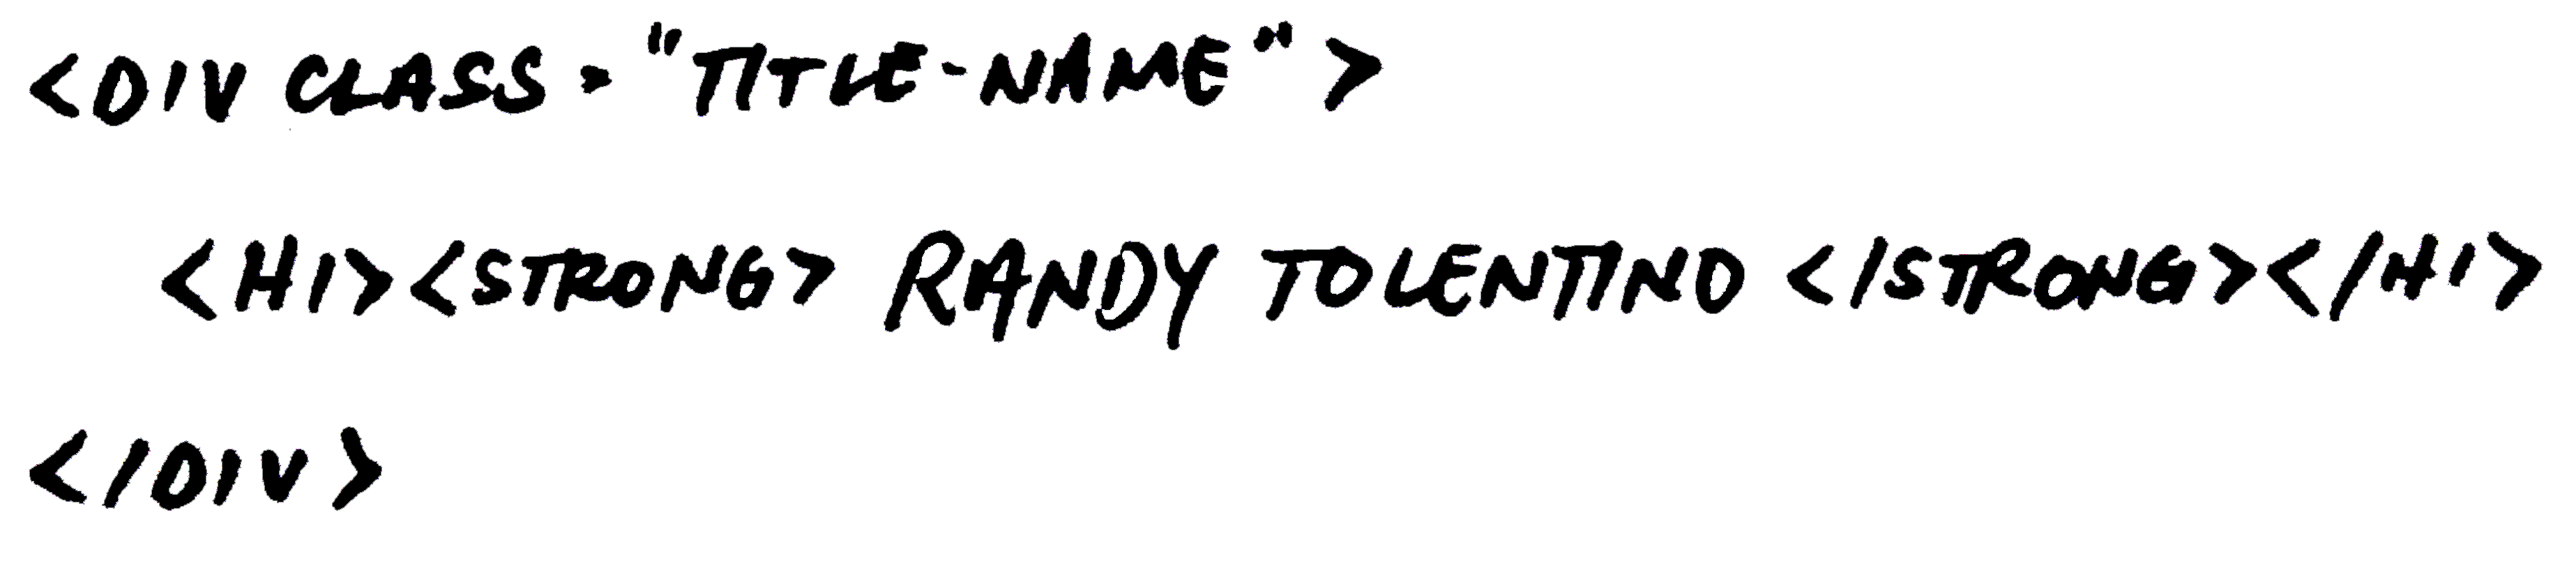 <DIV CLASS = "TITLE-NAME">
<H1><STRONG> RANDY TOLENTINO </STRONG></H1>
</DIV>